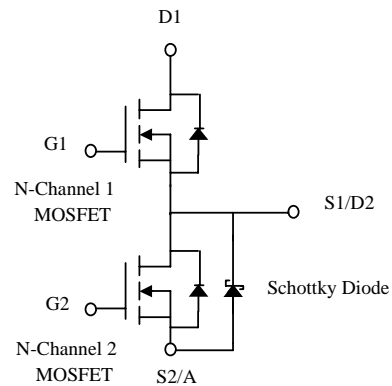 D1
G1
N-Channel 1
MOSFET
S1/D2
Schottky Diode
G2
N-Channel 2
MOSFET
S2/A